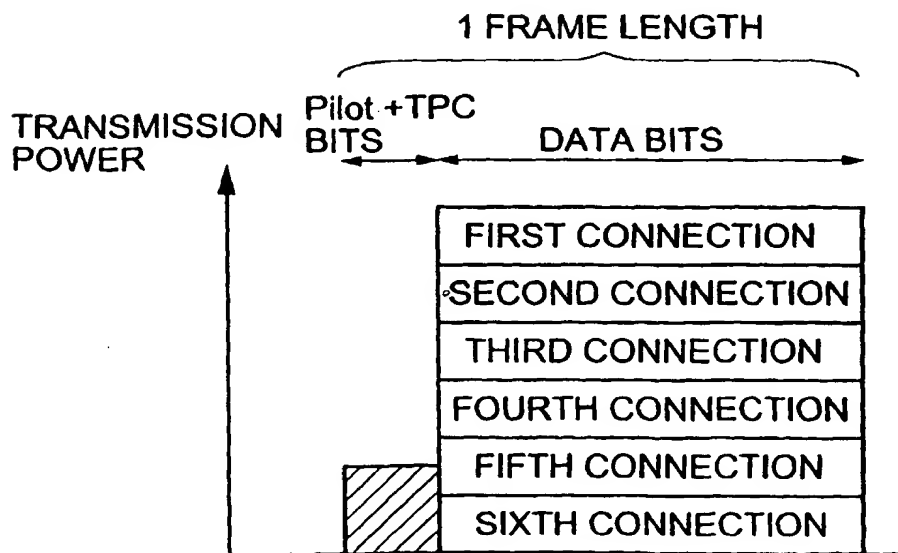 1 FRAME LENGTH
TRANSMISSION
POWER
Pilot +TPC
BITS
DATA BITS
FIRST CONNECTION
SECOND CONNECTION
THIRD CONNECTION
FOURTH CONNECTION
FIFTH CONNECTION
SIXTH CONNECTION